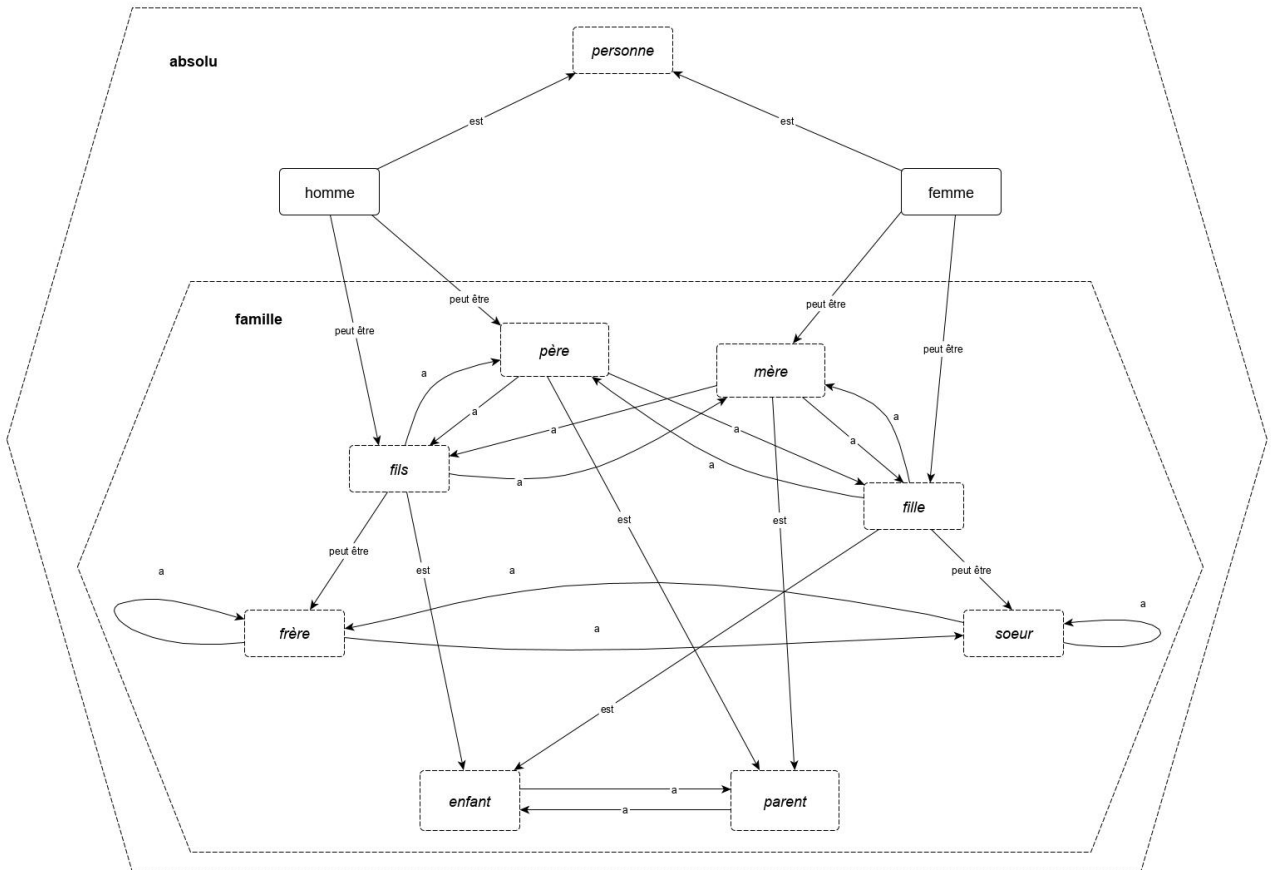 personne
absolu
est
est
homme
femme
peut être
peut être
famille
peut être
peut être
père
mère
a
a
a
a
a
a
fils
a
a
fille
est
est
peut être
est
peut être
a
a
a
a
frère
soeur
est
a
enfant
parent
a